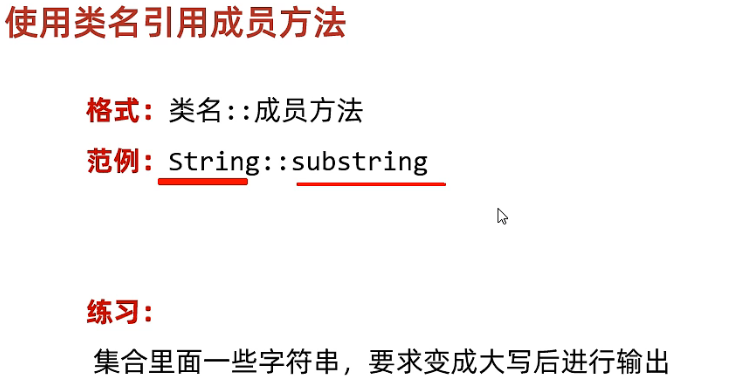 使用类名引用成员方法
格式：类名::成员方法
范例：String::substring
练习：
集合里面一些字符串，要求变成大写后进行输出